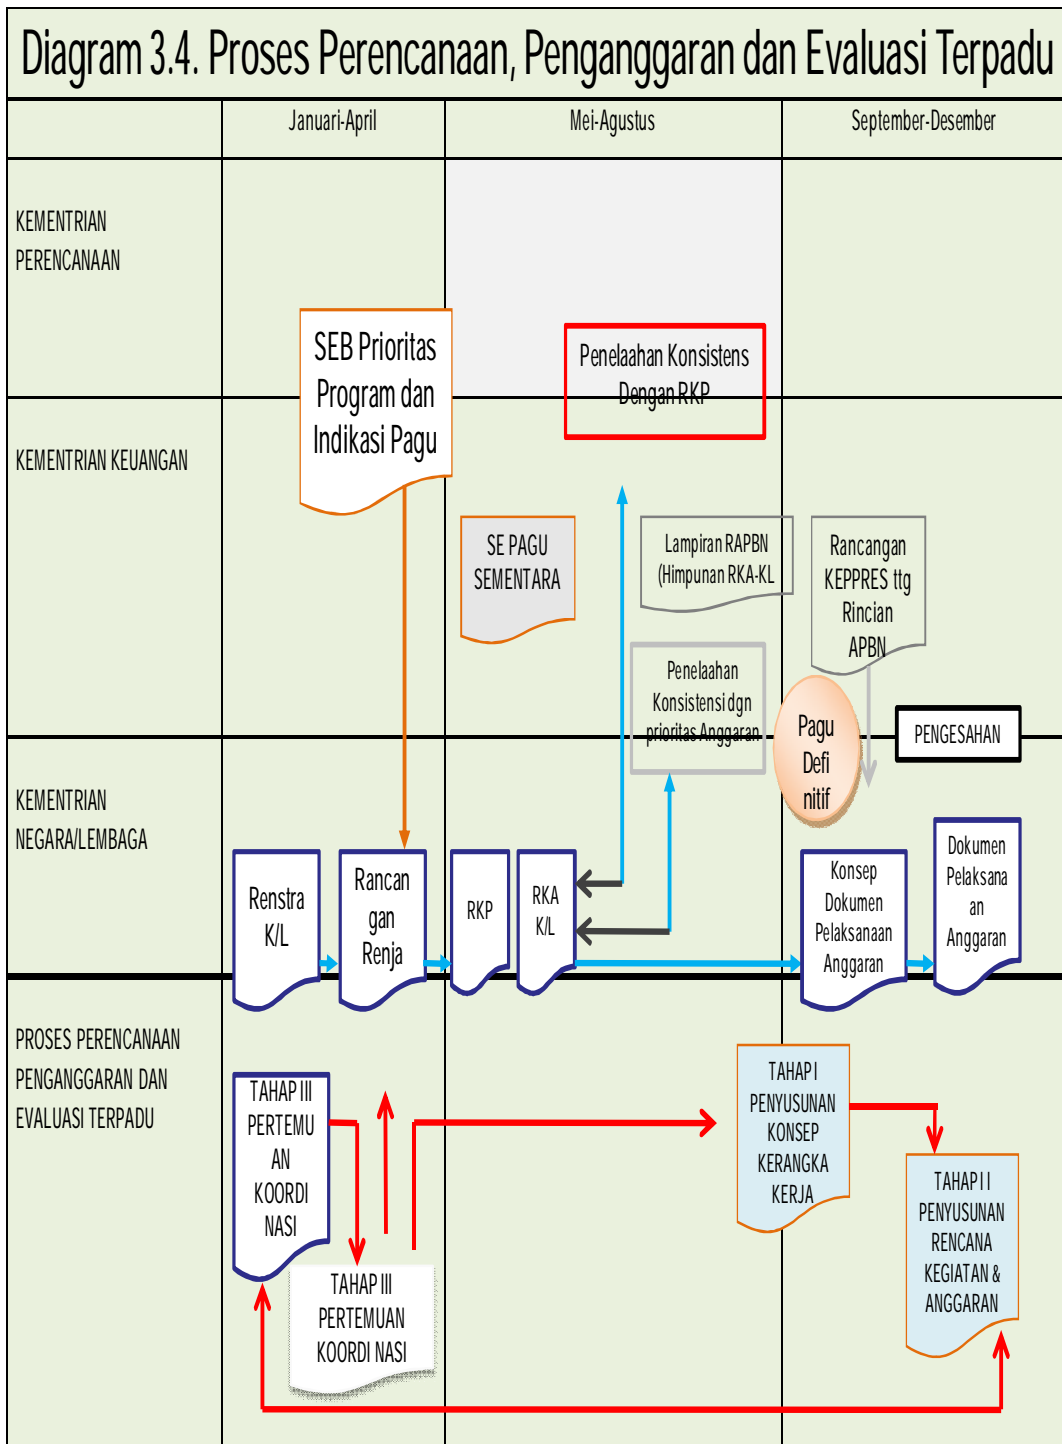 Diagram 3.4. Proses Perencanaan, Penganggaran dan Evaluasi Terpadu
Januari-April
Mei-Agustus
September-Desember
KEMENTRIAN
PERENCANAAN
SEB Prioritas
Program dan
Indikasi Pagu
Penelaahan Konsistens
Dengan RKP
KEMENTRIAN KEUANGAN
SE PAGU
SEMENTARA
Lampiran RAPBN
(Himpunan RKA-KL
Rancangan
KEPPRES ttg
Rincian
APBN
Penelaahan
Konsistensi dgn
prioritas Anggaran
Pagu
Defi
nitif
PENGESAHAN
KEMENTRIAN
NEGARA/LEMBAGA
Renstra
K/L
Rancan
gan
Renja
RKP
RKA
K/L
Konsep
Dokumen
Pelaksanaan
Anggaran
Dokumen
Pelaksana
an
Anggaran
PROSES PERENCANAAN
PENGANGGARAN DAN
EVALUASI TERPADU
TAHAP III
PERTEMU
AN
KOORDI
NASI
TAHAP III
PERTEMUAN
KOORDI NASI
TAHAP I
PENYUSUNAN
KONSEP
KERANGKA
KERJA
TAHAP I I
PENYUSUNAN
RENCANA
KEGIATAN &
ANGGARAN